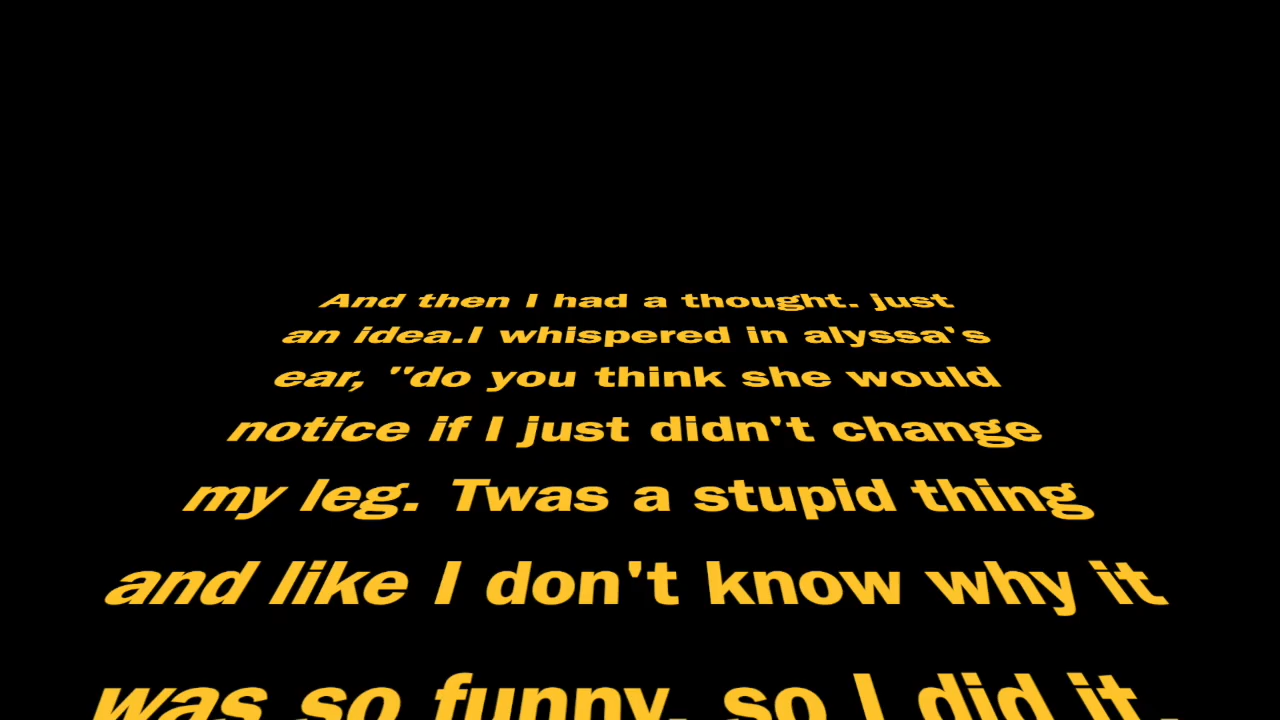 And then I had a thought. just
an idea.I whispered in alyssa's
ear, "do you think she would
notice if I just didn't change
my leg. Twas a stupid thing
and like I don't know why it
was so funny, so I did it.